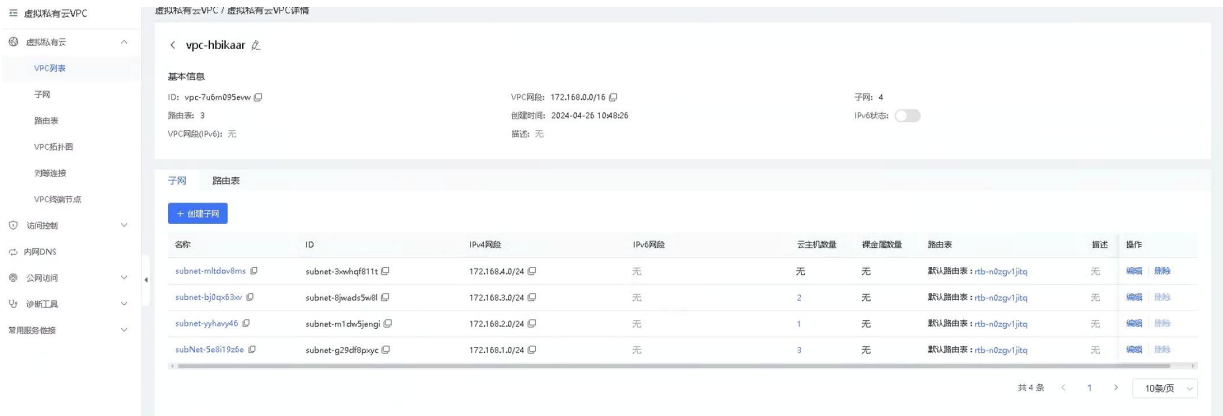 虚拟私有云VPC
虚拟私有云
VPC列表
子网
路由表
VPC拓扑图
对等连接
VPC终端节点
访问控制
内网DNS
公网访问
诊断工具
常用服务链接
虚拟私有云VPC / 虚拟私有云VPC详情
vpc-hbikaar
基本信息
ID: vpc-7u6m095evw VPC网段: 172.168.0.0/16 子网: 4
路由表: 3 创建时间: 2024-04-26 10:48:26 IPv6状态:
VPC网段(IPv6): 无 描述: 无
子网 路由表
+ 创建子网
名称 ID IPv4网段 IPv6网段 云主机数量 裸金属数量 路由表 描述 操作
subnet-mltdov8ms subnet-3xwhqf811t 172.168.4.0/24 无 无 无 默认路由表：rtb-n0zgv1jitq 无 编辑 删除
subnet-bj0qx63xv subnet-8jwads5w8l 172.168.3.0/24 无 2 无 默认路由表：rtb-n0zgv1jitq 无 编辑 删除
subnet-yyhavy46 subnet-m1dw5jengi 172.168.2.0/24 无 1 无 默认路由表：rtb-n0zgv1jitq 无 编辑 删除
subNet-5e8i19z6e subnet-g29df8pxyc 172.168.1.0/24 无 3 无 默认路由表：rtb-n0zgv1jitq 无 编辑 删除
共 4 条 < 1 > 10条/页